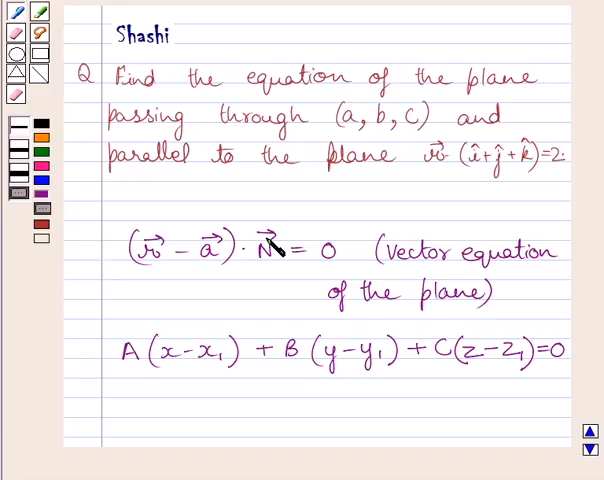 Shashi
Q Find the equation of the plane
passing through (a, b, c) and
parallel to the plane r⃗ (î+ĵ+k̂)=2.
(r⃗ − a⃗) · N⃗ = 0 (Vector equation
of the plane)
A(x−x₁) + B(y−y₁) + C(z−z₁)=0